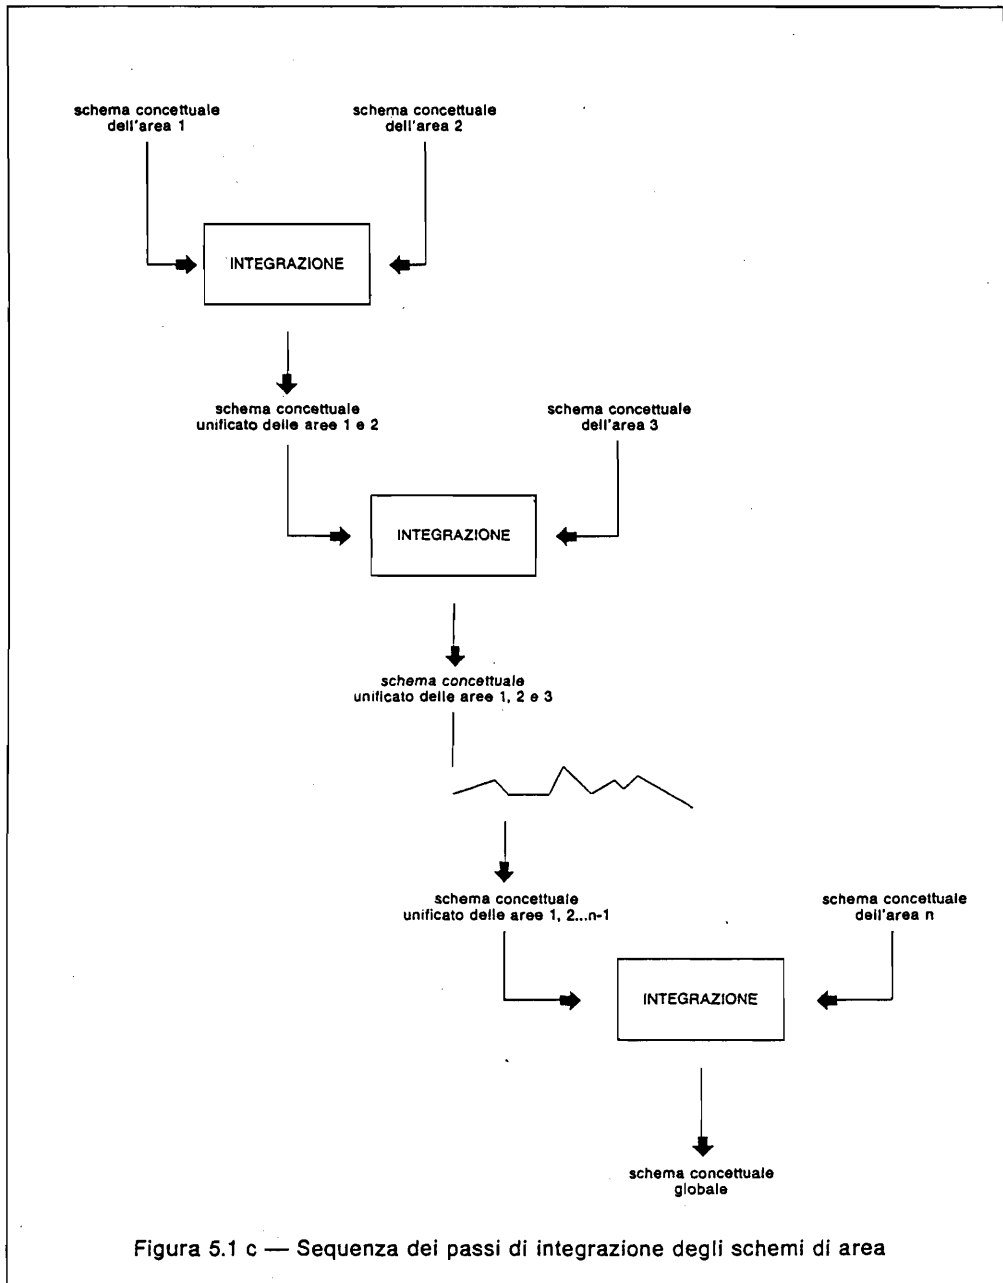 schema concettuale
dell'area 1
schema concettuale
dell'area 2
INTEGRAZIONE
schema concettuale
unificato delle aree 1 e 2
schema concettuale
dell'area 3
INTEGRAZIONE
schema concettuale
unificato delle aree 1, 2 e 3
schema concettuale
unificato delle aree 1, 2...n-1
schema concettuale
dell'area n
INTEGRAZIONE
schema concettuale
globale
Figura 5.1 c — Sequenza dei passi di integrazione degli schemi di area